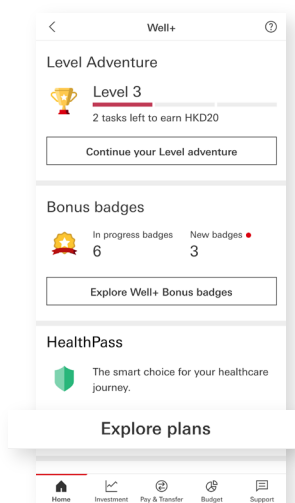 Well+
Level Adventure
Level 3
2 tasks left to earn HKD20
Continue your Level adventure
Bonus badges
In progress badges New badges
6 3
Explore Well+ Bonus badges
HealthPass
The smart choice for your healthcare
journey.
Explore plans
Home Investment Pay & Transfer Budget Support